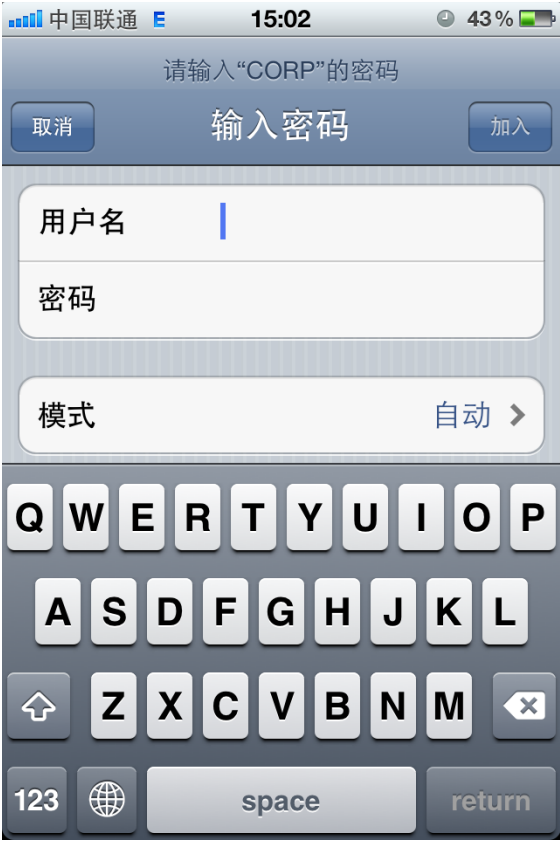 中国联通 E 15:02 43%
请输入“CORP”的密码
取消 输入密码 加入
用户名
密码
模式 自动
Q W E R T Y U I O P
A S D F G H J K L
Z X C V B N M
123 space return